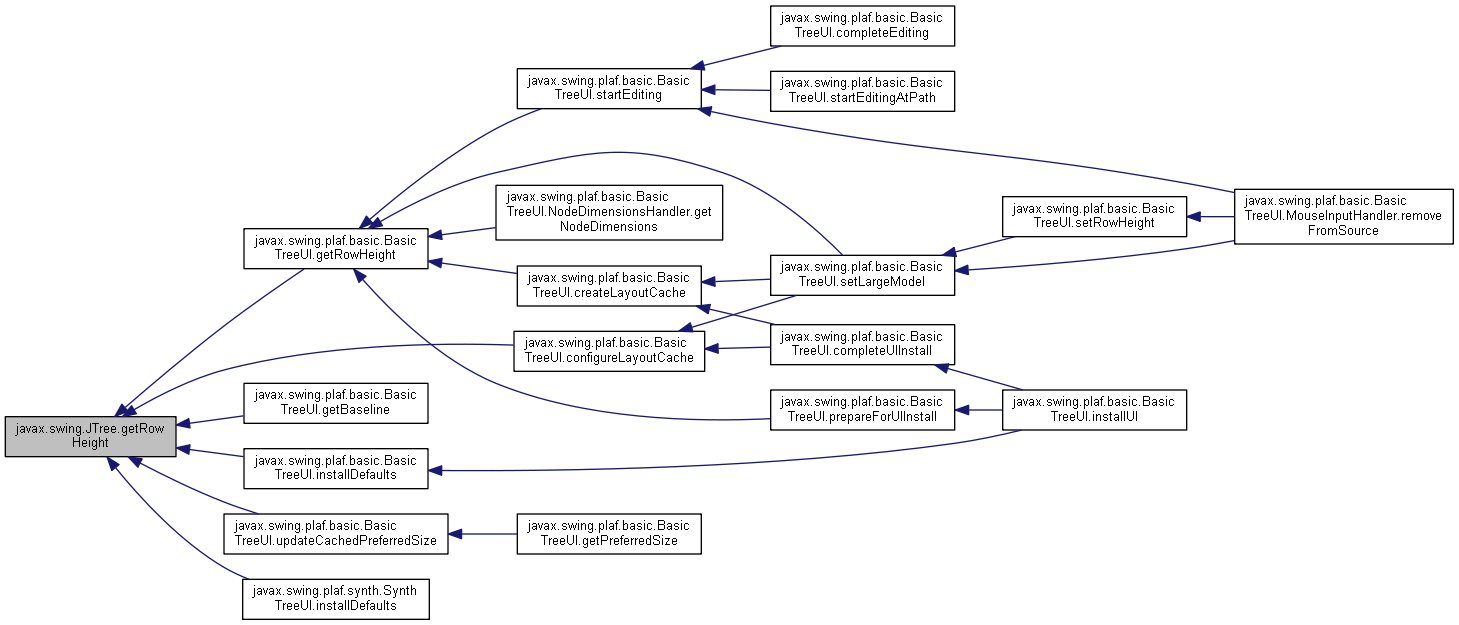 javax.swing.JTree.getRow
Height
javax.swing.plaf.basic.Basic
TreeUI.getRowHeight
javax.swing.plaf.basic.Basic
TreeUI.getBaseline
javax.swing.plaf.basic.Basic
TreeUI.installDefaults
javax.swing.plaf.basic.Basic
TreeUI.updateCachedPreferredSize
javax.swing.plaf.synth.Synth
TreeUI.installDefaults
javax.swing.plaf.basic.Basic
TreeUI.startEditing
javax.swing.plaf.basic.Basic
TreeUI.NodeDimensionsHandler.get
NodeDimensions
javax.swing.plaf.basic.Basic
TreeUI.createLayoutCache
javax.swing.plaf.basic.Basic
TreeUI.configureLayoutCache
javax.swing.plaf.basic.Basic
TreeUI.getPreferredSize
javax.swing.plaf.basic.Basic
TreeUI.completeEditing
javax.swing.plaf.basic.Basic
TreeUI.startEditingAtPath
javax.swing.plaf.basic.Basic
TreeUI.setLargeModel
javax.swing.plaf.basic.Basic
TreeUI.completeUIInstall
javax.swing.plaf.basic.Basic
TreeUI.prepareForUIInstall
javax.swing.plaf.basic.Basic
TreeUI.setRowHeight
javax.swing.plaf.basic.Basic
TreeUI.installUI
javax.swing.plaf.basic.Basic
TreeUI.MouseInputHandler.remove
FromSource